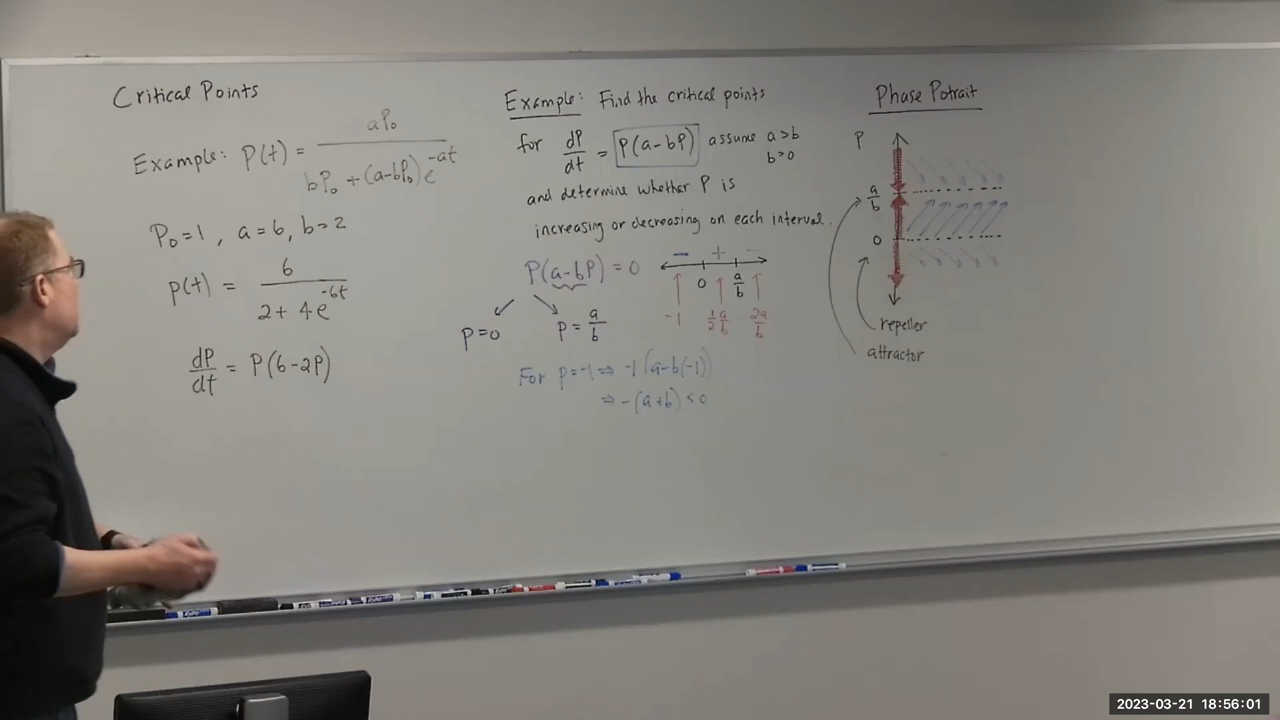 Critical Points
Example: P(t) = aP₀ / (bP₀ + (a-bP₀)e^-at)
P₀=1, a=6, b=2
P(t) = 6 / (2+4e^-6t)
dP/dt = P(6-2P)
Example: Find the critical points
for dP/dt = P(a-bP) assume a>b
b>0
and determine whether P is
increasing or decreasing on each interval.
P(a-bP)=0
P=0 P=a/b
− + −
0 a/b
-1 1/2 a/b 2a/b
For P=-1 ⇒ -1(a-b(-1))
⇒ -(a+b)<0
Phase Potrait
P
a/b
0
repeller
attractor
2023-03-21 18:56:01